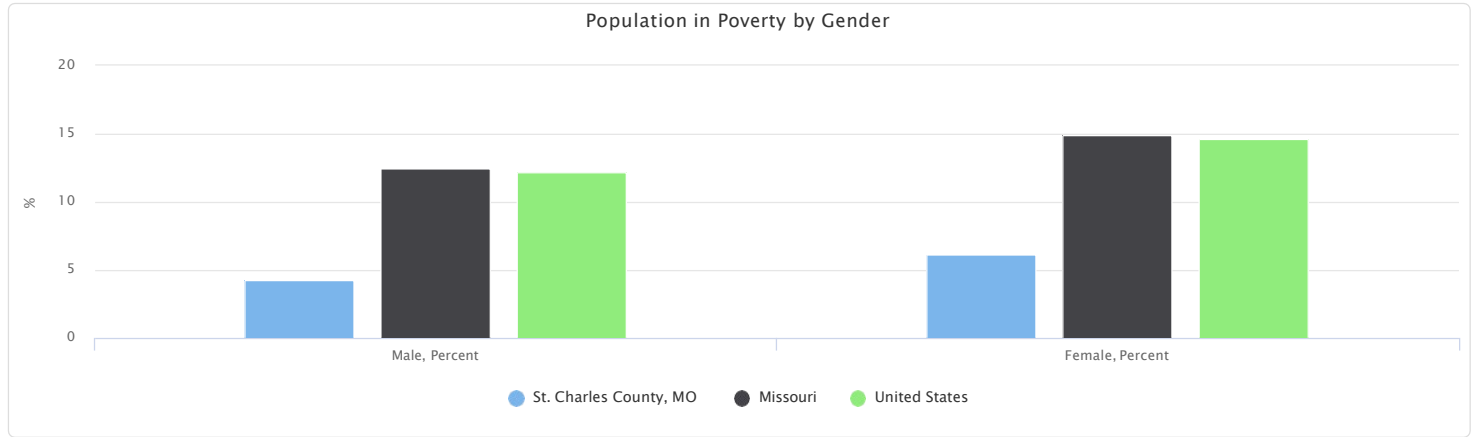 Population in Poverty by Gender
20
15
10
5
0
%
Male, Percent
Female, Percent
St. Charles County, MO
Missouri
United States